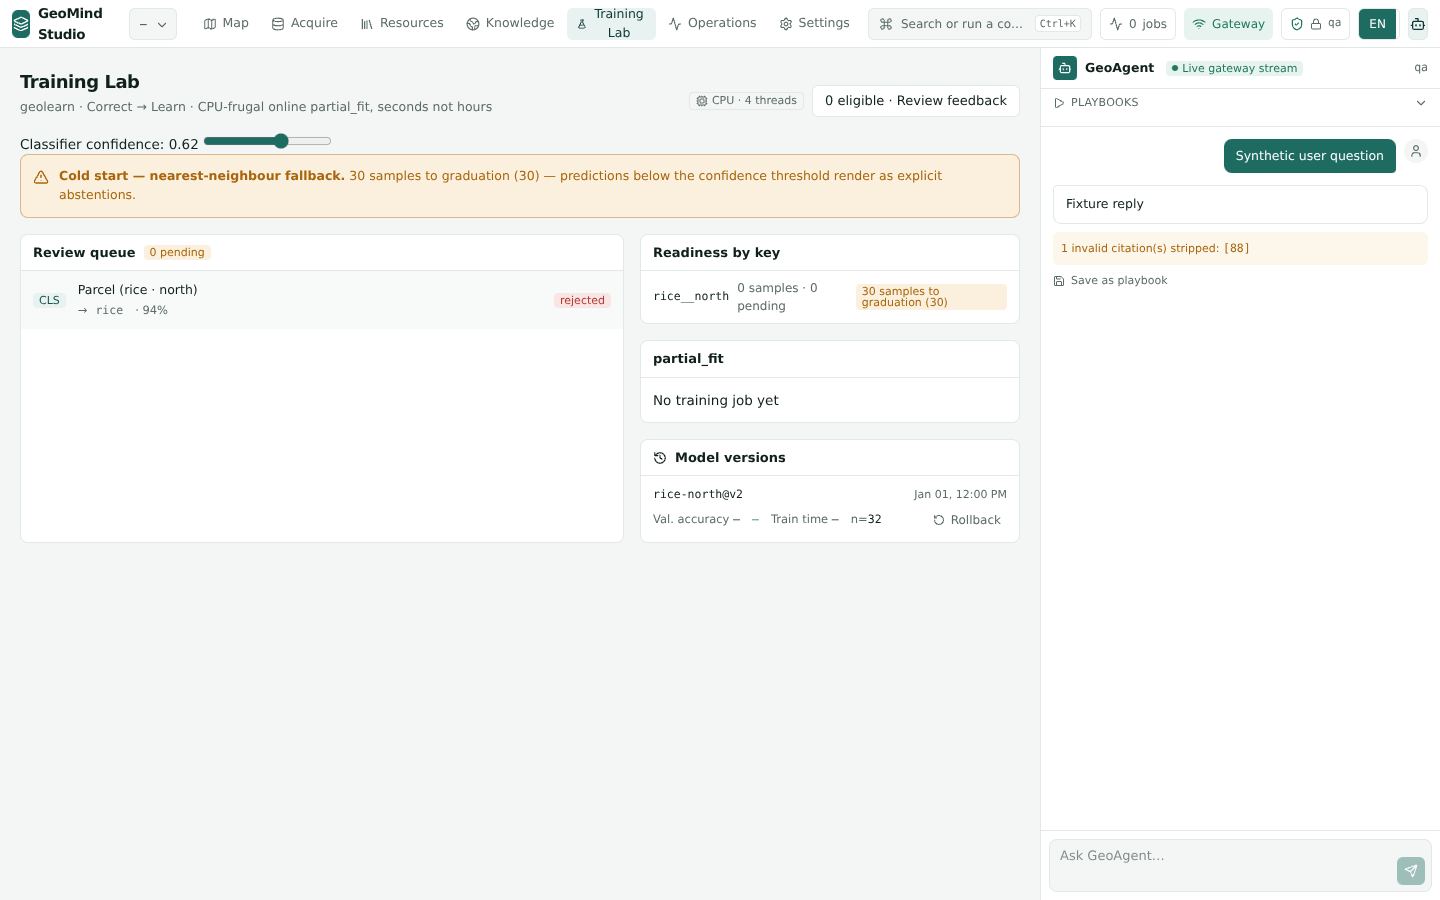 GeoMind Studio
–
Map
Acquire
Resources
Knowledge
Training Lab
Operations
Settings
Search or run a co... Ctrl+K
0 jobs
Gateway
qa
EN
Training Lab
geolearn · Correct → Learn · CPU-frugal online partial_fit, seconds not hours
CPU · 4 threads
0 eligible · Review feedback
Classifier confidence: 0.62
Cold start — nearest-neighbour fallback. 30 samples to graduation (30) — predictions below the confidence threshold render as explicit
abstentions.
Review queue 0 pending
CLS
Parcel (rice · north)
→ rice · 94%
rejected
Readiness by key
rice__north
0 samples · 0
pending
30 samples to
graduation (30)
partial_fit
No training job yet
Model versions
rice-north@v2 Jan 01, 12:00 PM
Val. accuracy – – Train time – n=32 Rollback
GeoAgent Live gateway stream qa
PLAYBOOKS
Synthetic user question
Fixture reply
1 invalid citation(s) stripped: [88]
Save as playbook
Ask GeoAgent...